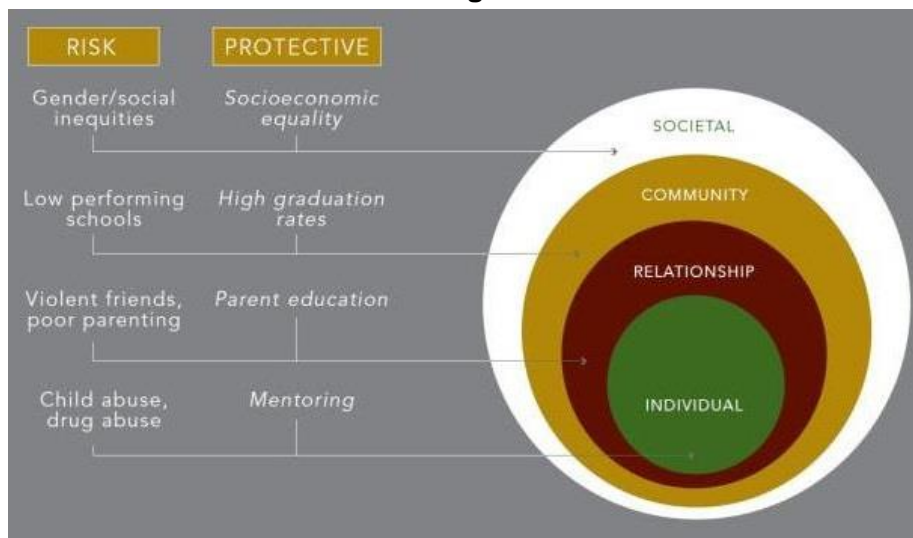 RISK
PROTECTIVE
Gender/social
inequities
Socioeconomic
equality
SOCIETAL
Low performing
schools
High graduation
rates
COMMUNITY
Violent friends,
poor parenting
Parent education
RELATIONSHIP
Child abuse,
drug abuse
Mentoring
INDIVIDUAL